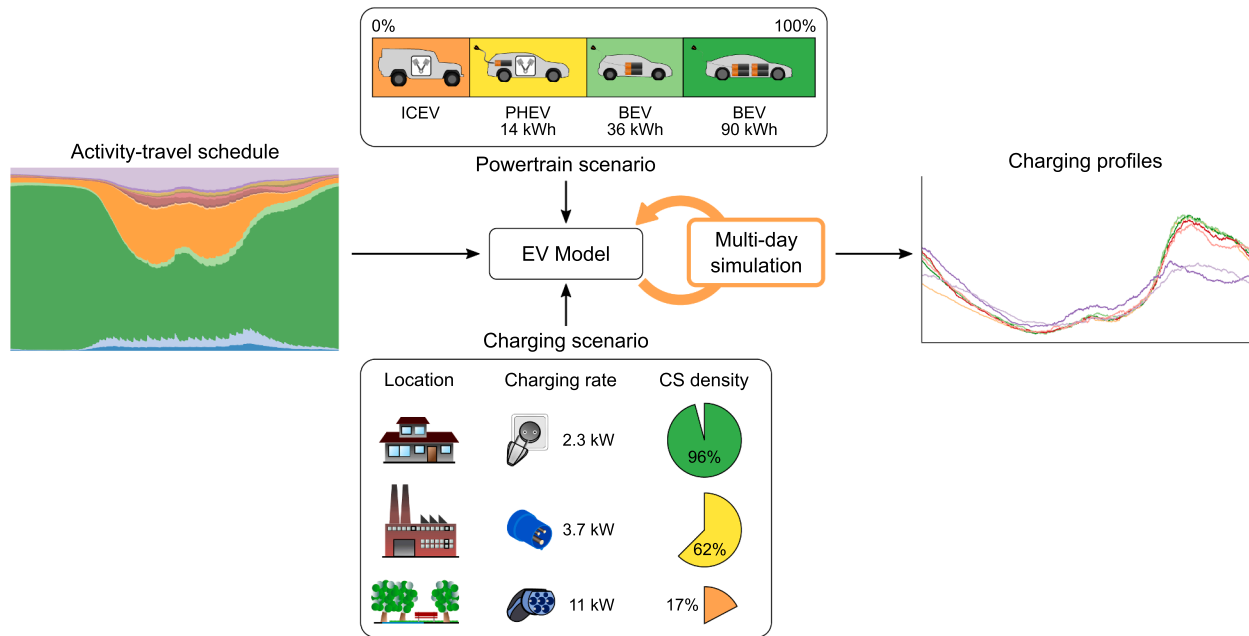 0%
100%
ICEV
PHEV
14 kWh
BEV
36 kWh
BEV
90 kWh
Powertrain scenario
Activity-travel schedule
EV Model
Multi-day
simulation
Charging profiles
Charging scenario
Location
Charging rate
CS density
2.3 kW
96%
3.7 kW
62%
11 kW
17%